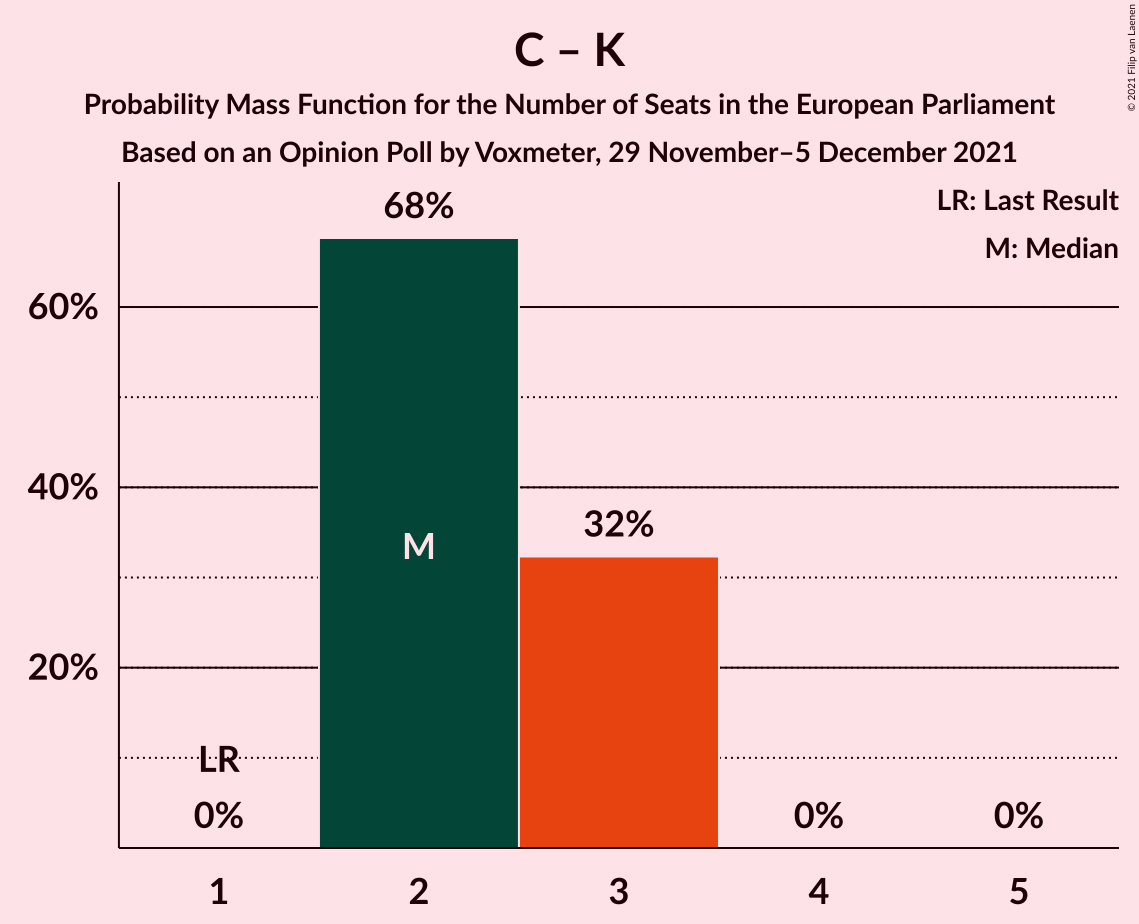 C – K
Probability Mass Function for the Number of Seats in the European Parliament
Based on an Opinion Poll by Voxmeter, 29 November–5 December 2021
© 2021 Filip van Laenen
LR: Last Result
M: Median
68%
60%
40%
32%
M
20%
LR
0%
0%
0%
1
2
3
4
5